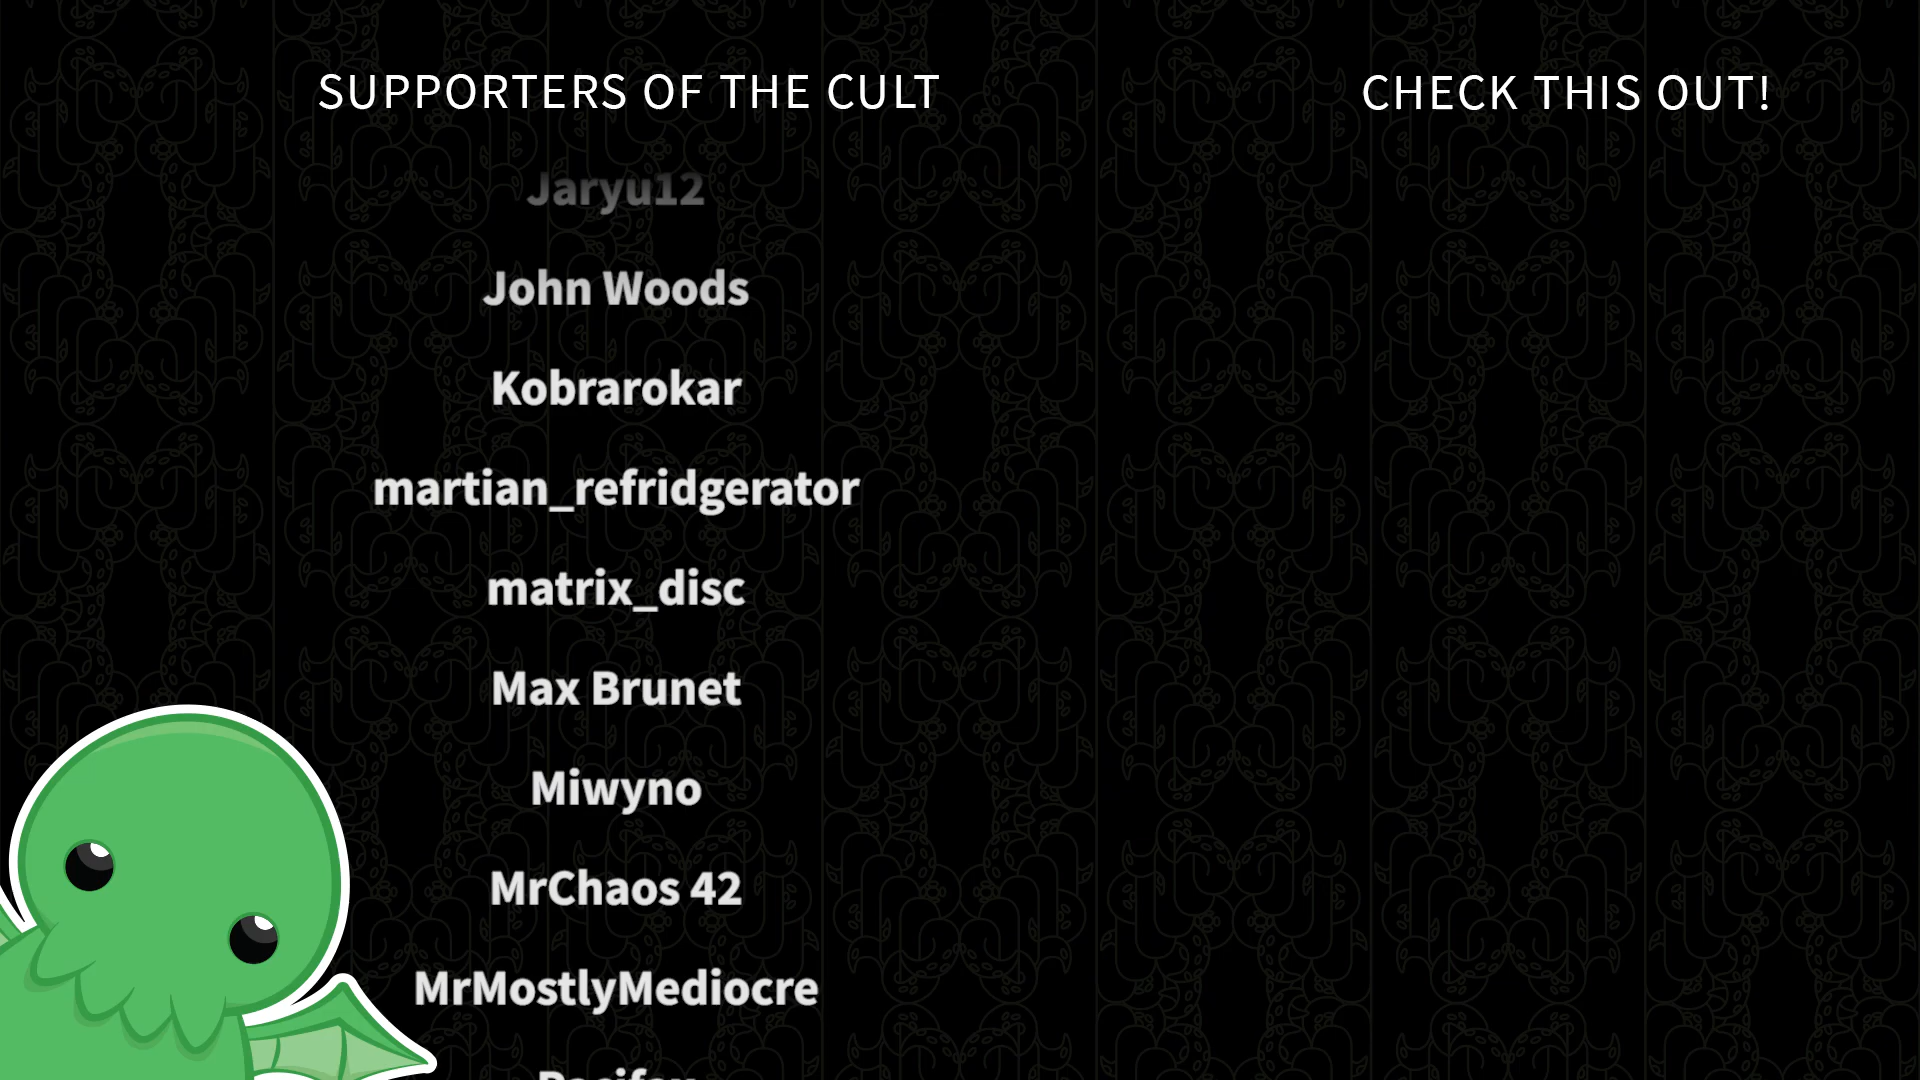 SUPPORTERS OF THE CULT
CHECK THIS OUT!
Jaryu12
John Woods
Kobrarokar
martian_refridgerator
matrix_disc
Max Brunet
Miwyno
MrChaos 42
MrMostlyMediocre